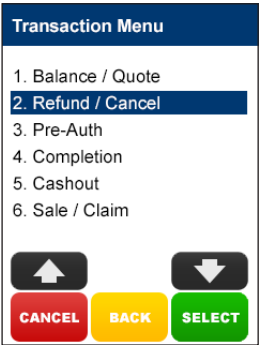 Transaction Menu
1. Balance / Quote
2. Refund / Cancel
3. Pre-Auth
4. Completion
5. Cashout
6. Sale / Claim
CANCEL BACK SELECT